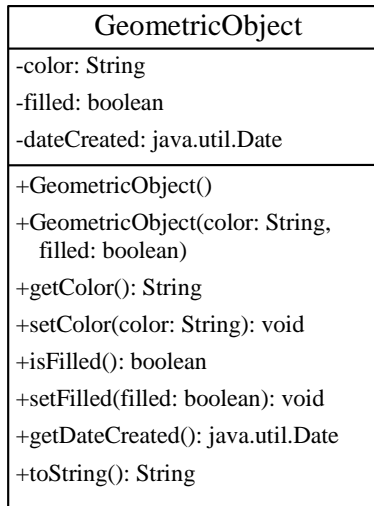 GeometricObject
-color: String
-filled: boolean
-dateCreated: java.util.Date
+GeometricObject()
+GeometricObject(color: String,
filled: boolean)
+getColor(): String
+setColor(color: String): void
+isFilled(): boolean
+setFilled(filled: boolean): void
+getDateCreated(): java.util.Date
+toString(): String